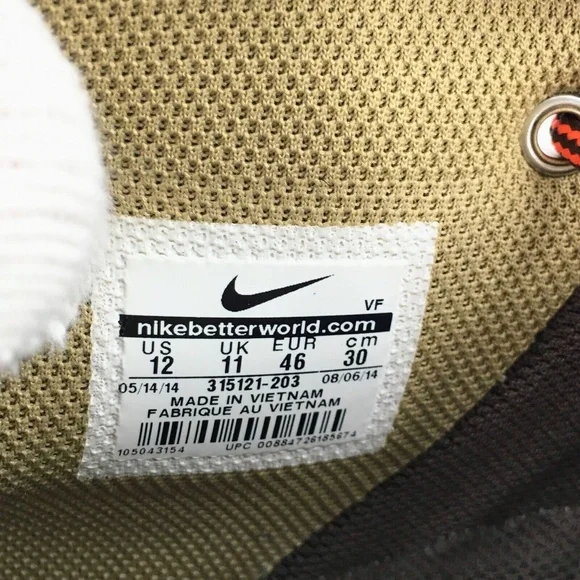 VF
nikebetterworld.com
US UK EUR cm
12 11 46 30
05/14/14 315121-203 08/06/14
MADE IN VIETNAM
FABRIQUE AU VIETNAM
105043154 UPC 00884726185674